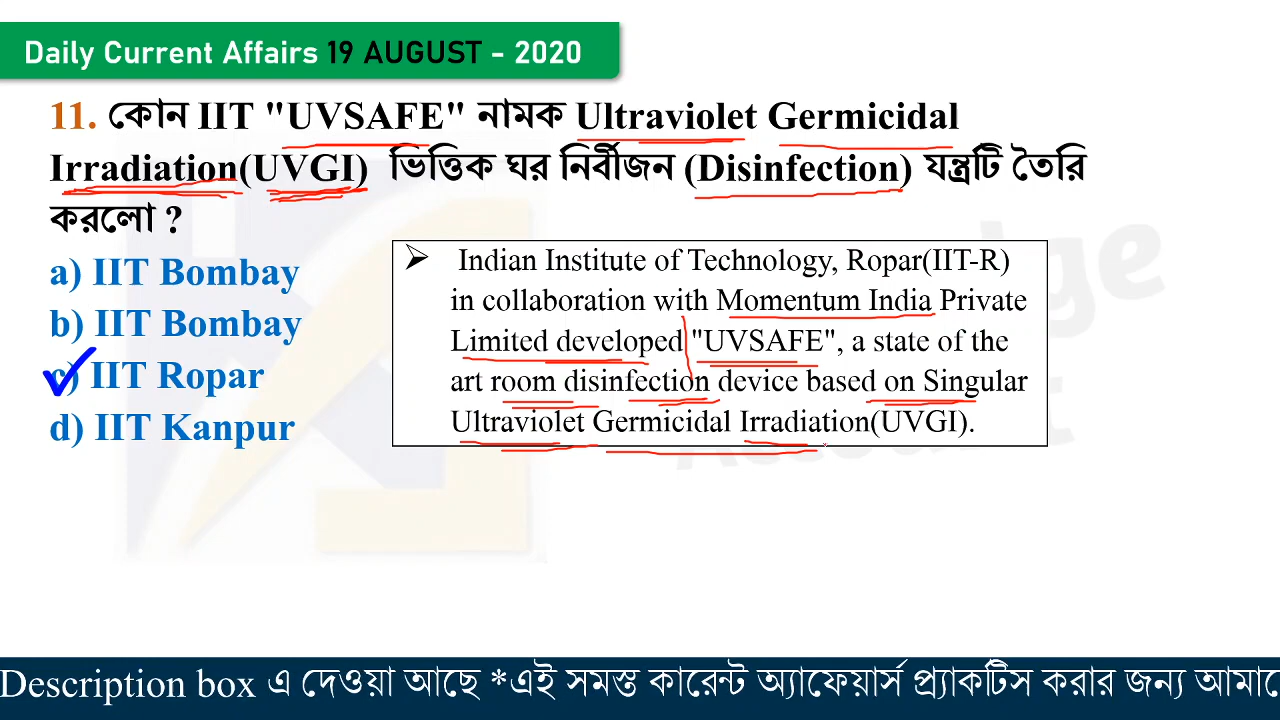 Daily Current Affairs 19 AUGUST - 2020
11. কোন IIT "UVSAFE" নামক Ultraviolet Germicidal
Irradiation(UVGI) ভিত্তিক ঘর নির্বীজন (Disinfection) যন্ত্রটি তৈরি
করলো ?
a) IIT Bombay
b) IIT Bombay
c) IIT Ropar
d) IIT Kanpur
➢ Indian Institute of Technology, Ropar(IIT-R)
in collaboration with Momentum India Private
Limited developed "UVSAFE", a state of the
art room disinfection device based on Singular
Ultraviolet Germicidal Irradiation(UVGI).
Description box এ দেওয়া আছে *এই সমস্ত কারেন্ট অ্যাফেয়ার্স প্র্যাকটিস করার জন্য আমাদে